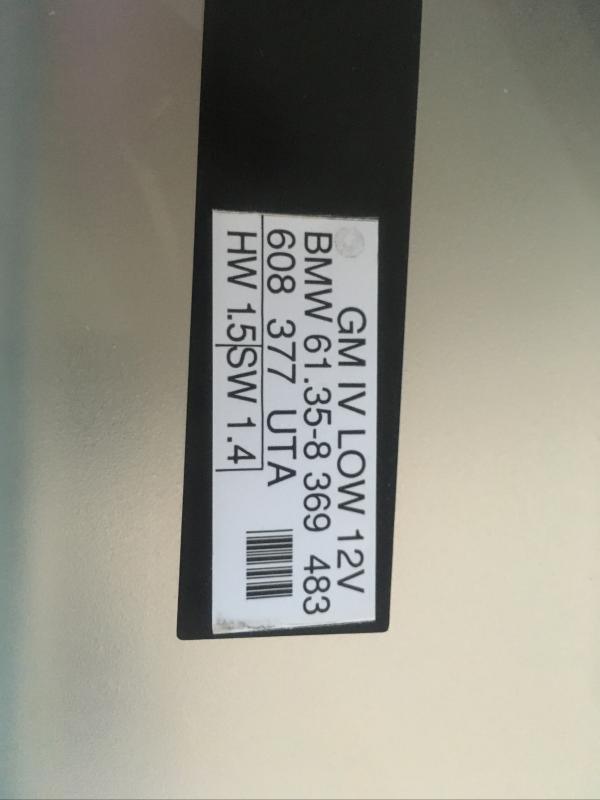 GM IV LOW 12V
BMW 61.35-8 369 483
608 377 UTA
HW 1.5 SW 1.4